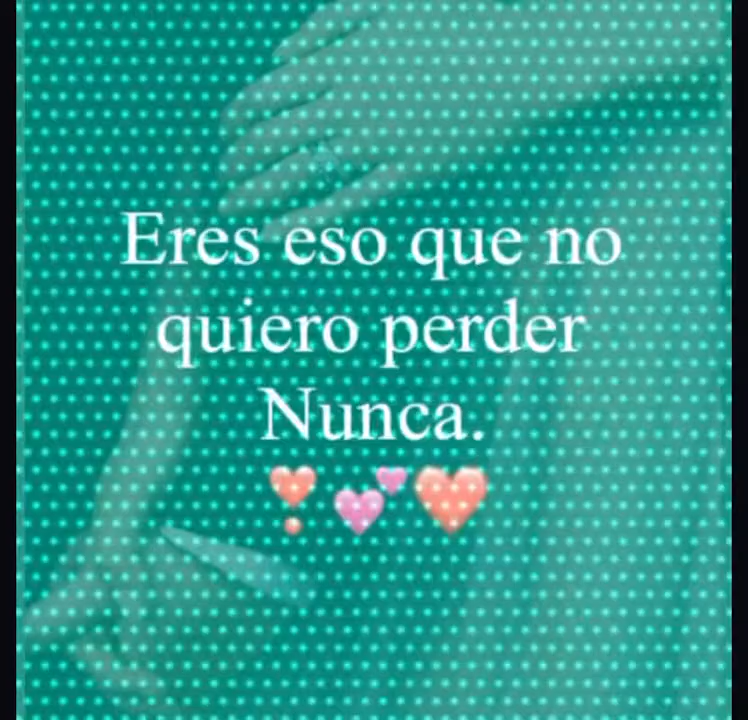 Eres eso que no
quiero perder
Nunca.
❣️ 💕 ❤️